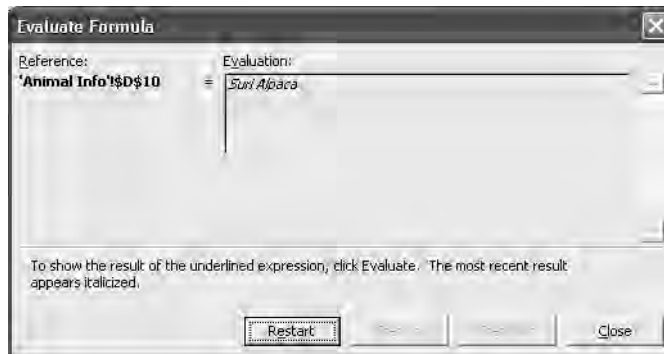 Evaluate Formula
Reference:
Evaluation:
'Animal Info'!$D$10
=
Suri Alpaca
To show the result of the underlined expression, click Evaluate. The most recent result
appears italicized.
Restart
Close